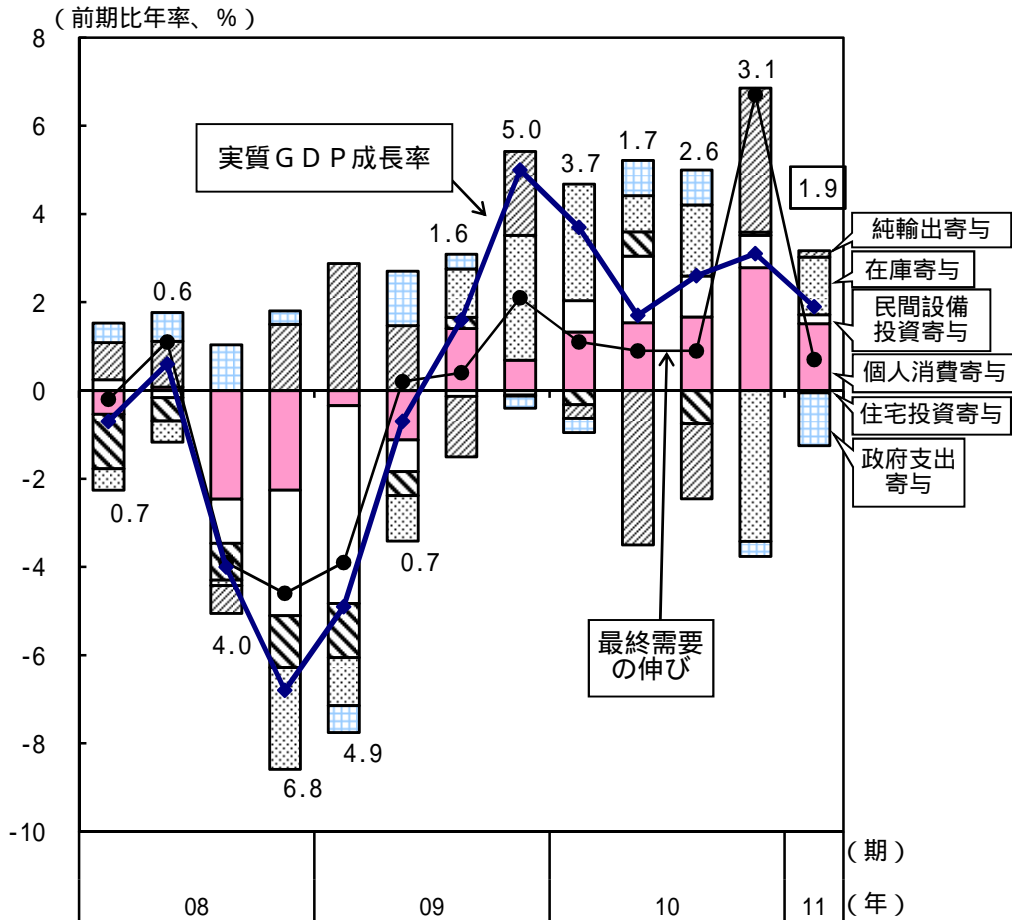 (前期比年率、%)
8
6
4
2
0
-2
-4
-6
-8
-10
0.7
0.6
4.0
6.8
4.9
0.7
1.6
5.0
3.7
1.7
2.6
3.1
1.9
実質GDP成長率
最終需要
の伸び
純輸出寄与
在庫寄与
民間設備
投資寄与
個人消費寄与
住宅投資寄与
政府支出
寄与
(期)
08
09
10
11
(年)